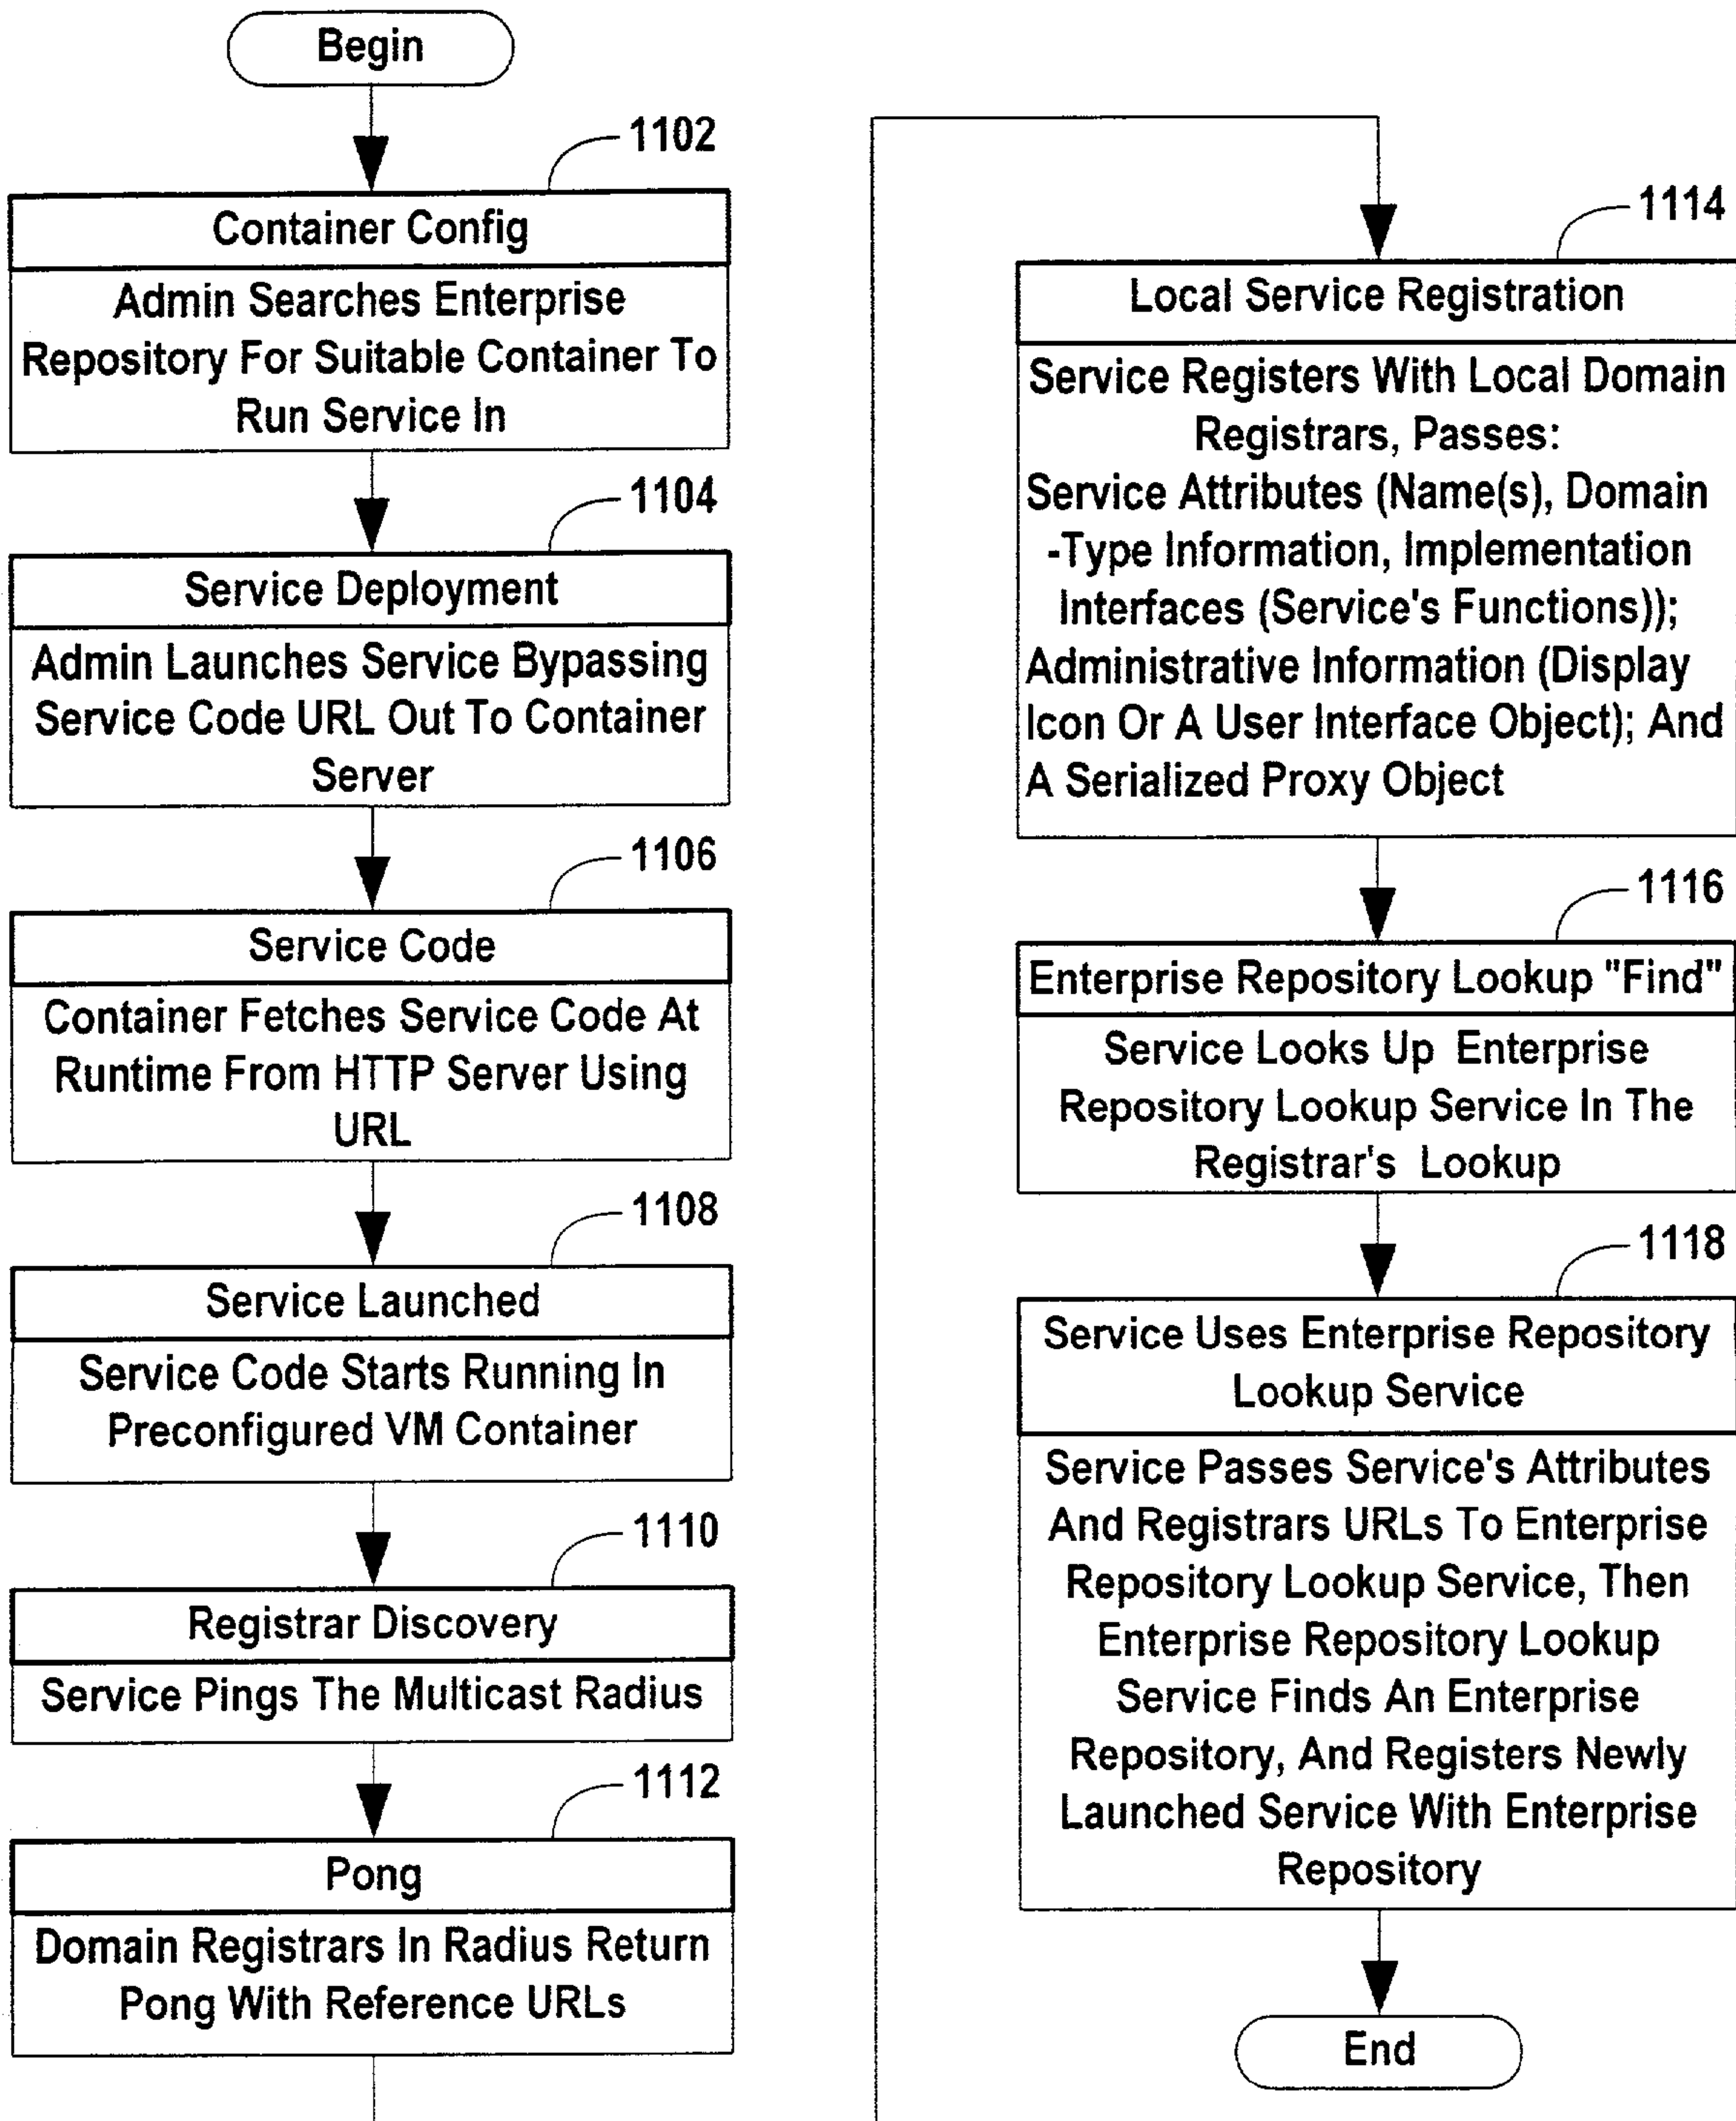 Begin
1102
Container Config
Admin Searches Enterprise
Repository For Suitable Container To
Run Service In
1104
Service Deployment
Admin Launches Service Bypassing
Service Code URL Out To Container
Server
1106
Service Code
Container Fetches Service Code At
Runtime From HTTP Server Using
URL
1108
Service Launched
Service Code Starts Running In
Preconfigured VM Container
1110
Registrar Discovery
Service Pings The Multicast Radius
1112
Pong
Domain Registrars In Radius Return
Pong With Reference URLs
1114
Local Service Registration
Service Registers With Local Domain
Registrars, Passes:
Service Attributes (Name(s), Domain
-Type Information, Implementation
Interfaces (Service's Functions));
Administrative Information (Display
Icon Or A User Interface Object); And
A Serialized Proxy Object
1116
Enterprise Repository Lookup "Find"
Service Looks Up Enterprise
Repository Lookup Service In The
Registrar's Lookup
1118
Service Uses Enterprise Repository
Lookup Service
Service Passes Service's Attributes
And Registrars URLs To Enterprise
Repository Lookup Service, Then
Enterprise Repository Lookup
Service Finds An Enterprise
Repository, And Registers Newly
Launched Service With Enterprise
Repository
End